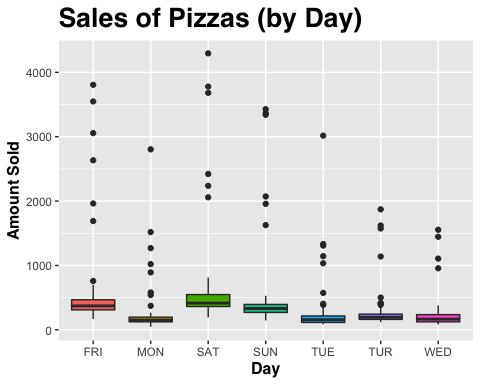 Sales of Pizzas (by Day)
Amount Sold
4000
3000
2000
1000
0
FRI MON SAT SUN TUE TUR WED
Day